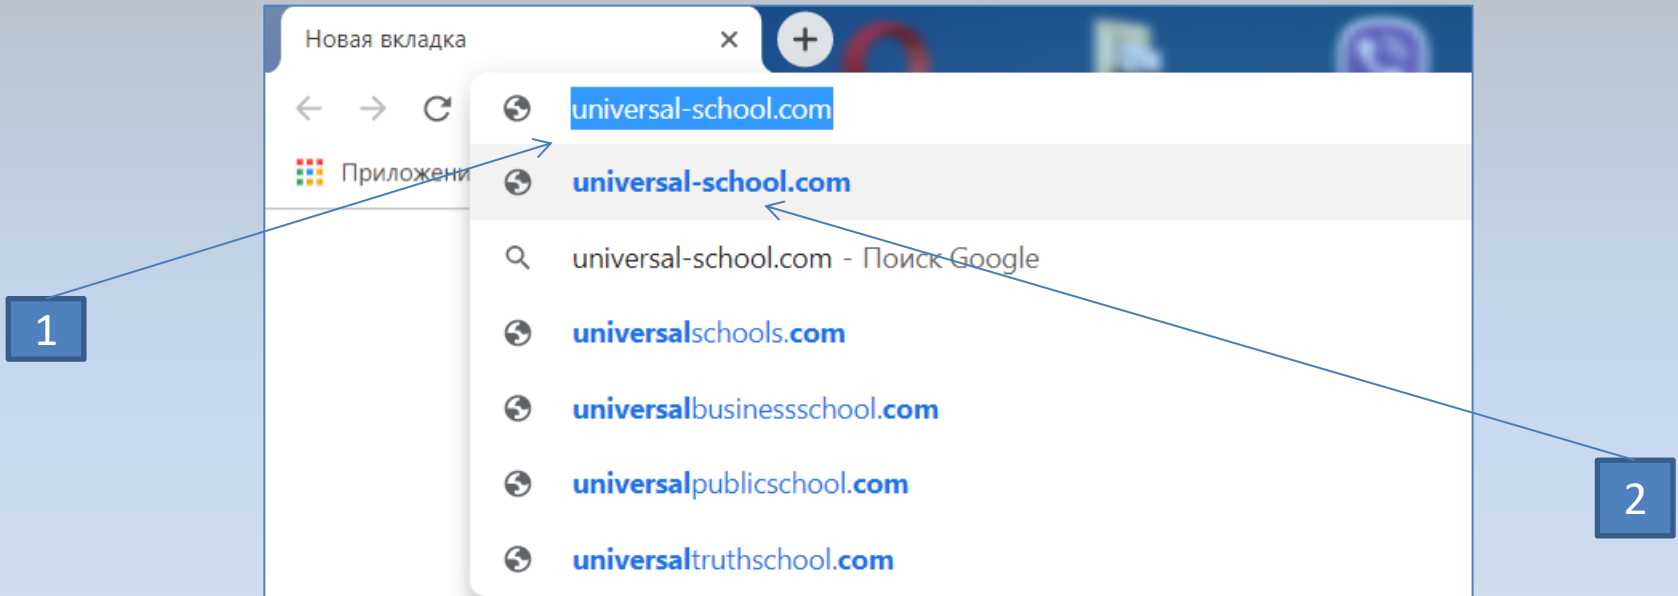 Новая вкладка
universal-school.com
Приложени
universal-school.com
universal-school.com - Поиск Google
1
universalschools.com
universalbusinessschool.com
universalpublicschool.com
2
universaltruthschool.com